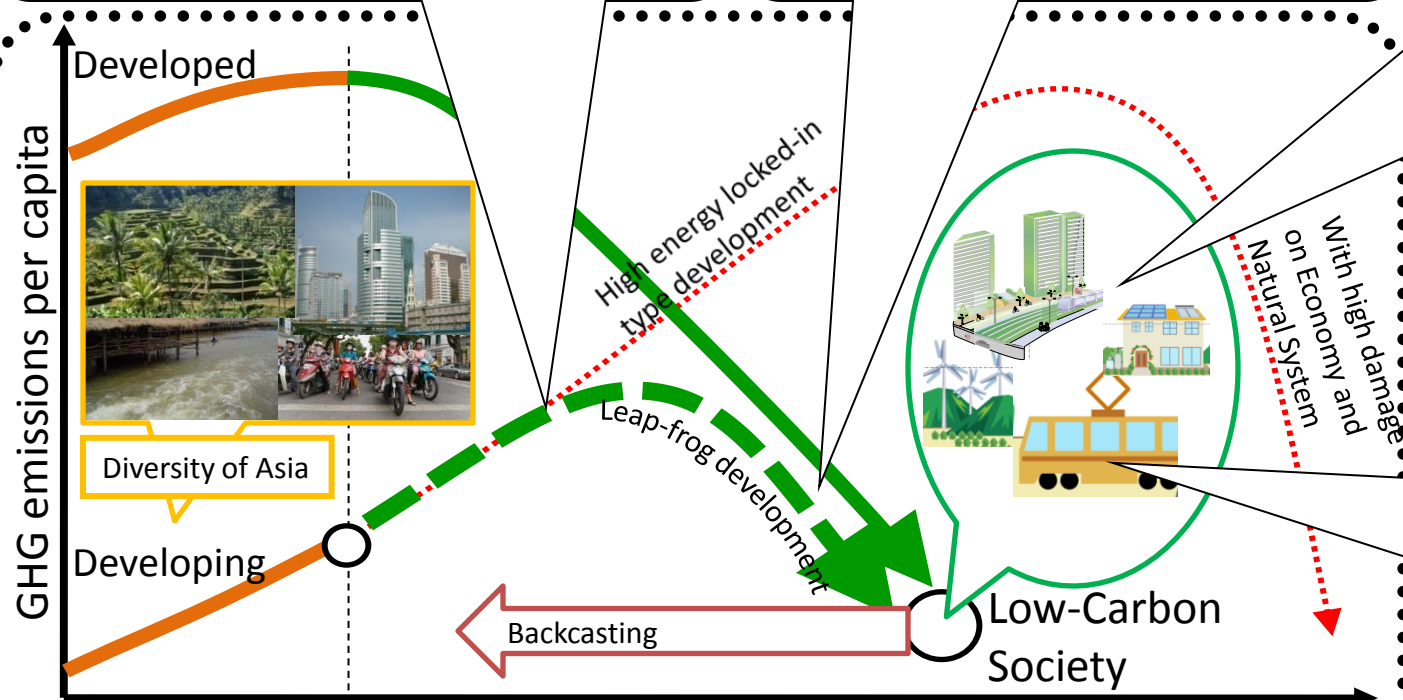 Developed
GHG emissions per capita
High energy locked-in
type development
With high damage
on Economy and
Natural System
Leap-frog development
Diversity of Asia
Developing
Backcasting
Low-Carbon
Society